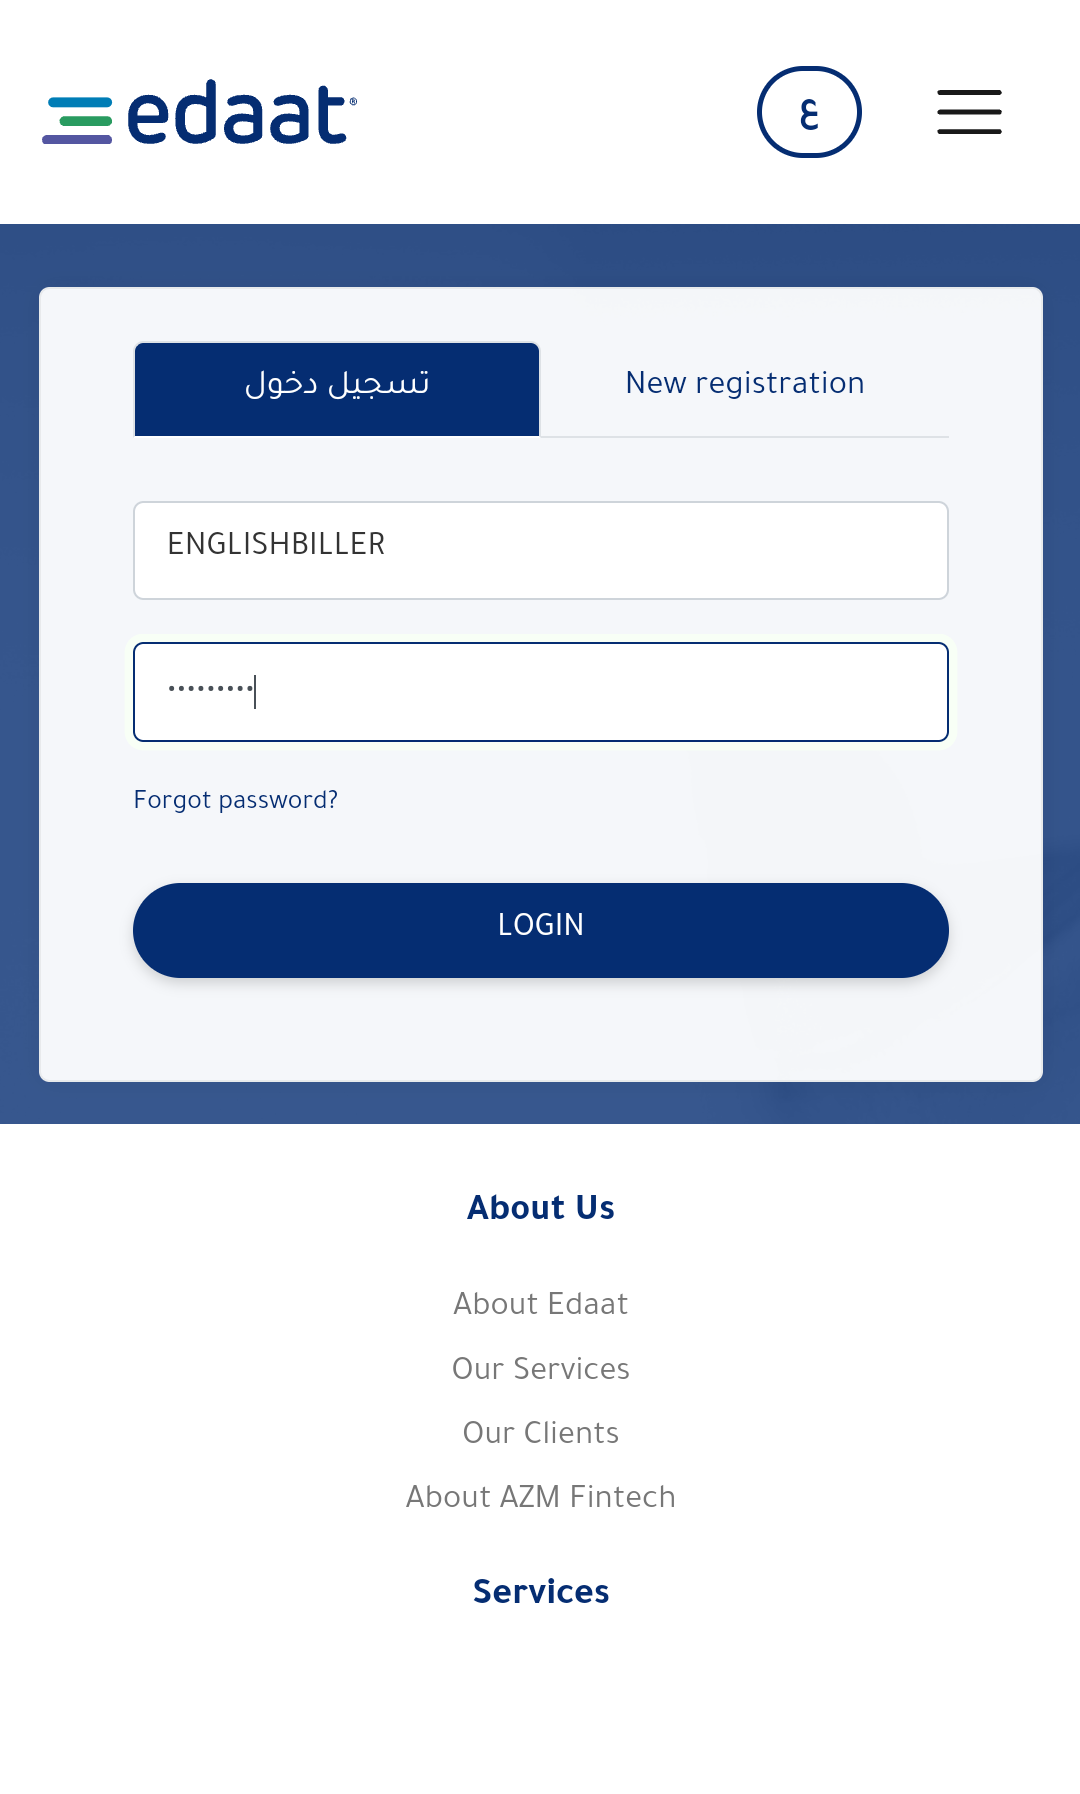 edaat®
ع
تسجيل دخول
New registration
ENGLISHBILLER
•••••••••
Forgot password?
LOGIN
About Us
About Edaat
Our Services
Our Clients
About AZM Fintech
Services